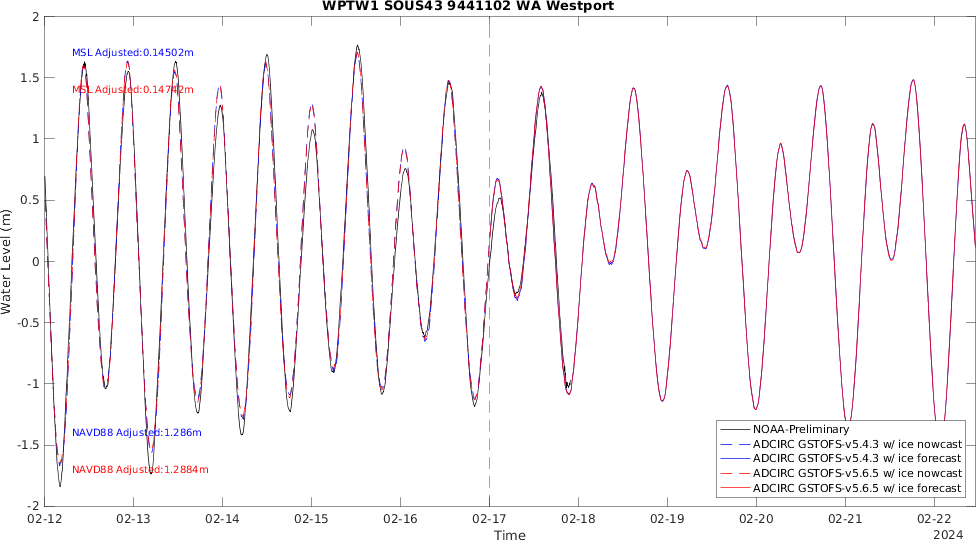 WPTW1 SOUS43 9441102 WA Westport
2
1.5
1
0.5
0
-0.5
-1
-1.5
-2
Water Level (m)
MSL Adjusted:0.14502m
MSL Adjusted:0.14742m
NAVD88 Adjusted:1.286m
NAVD88 Adjusted:1.2884m
NOAA-Preliminary
ADCIRC GSTOFS-v5.4.3 w/ ice nowcast
ADCIRC GSTOFS-v5.4.3 w/ ice forecast
ADCIRC GSTOFS-v5.6.5 w/ ice nowcast
ADCIRC GSTOFS-v5.6.5 w/ ice forecast
02-12 02-13 02-14 02-15 02-16 02-17 02-18 02-19 02-20 02-21 02-22
Time
2024